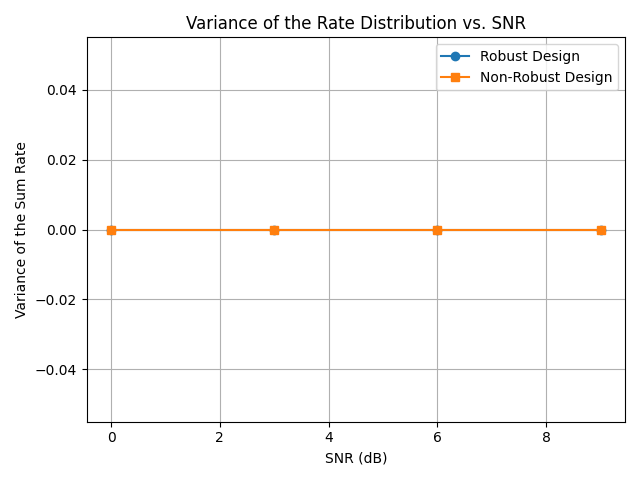 Variance of the Rate Distribution vs. SNR
Robust Design
Non-Robust Design
Variance of the Sum Rate
0.04
0.02
0.00
−0.02
−0.04
0 2 4 6 8
SNR (dB)